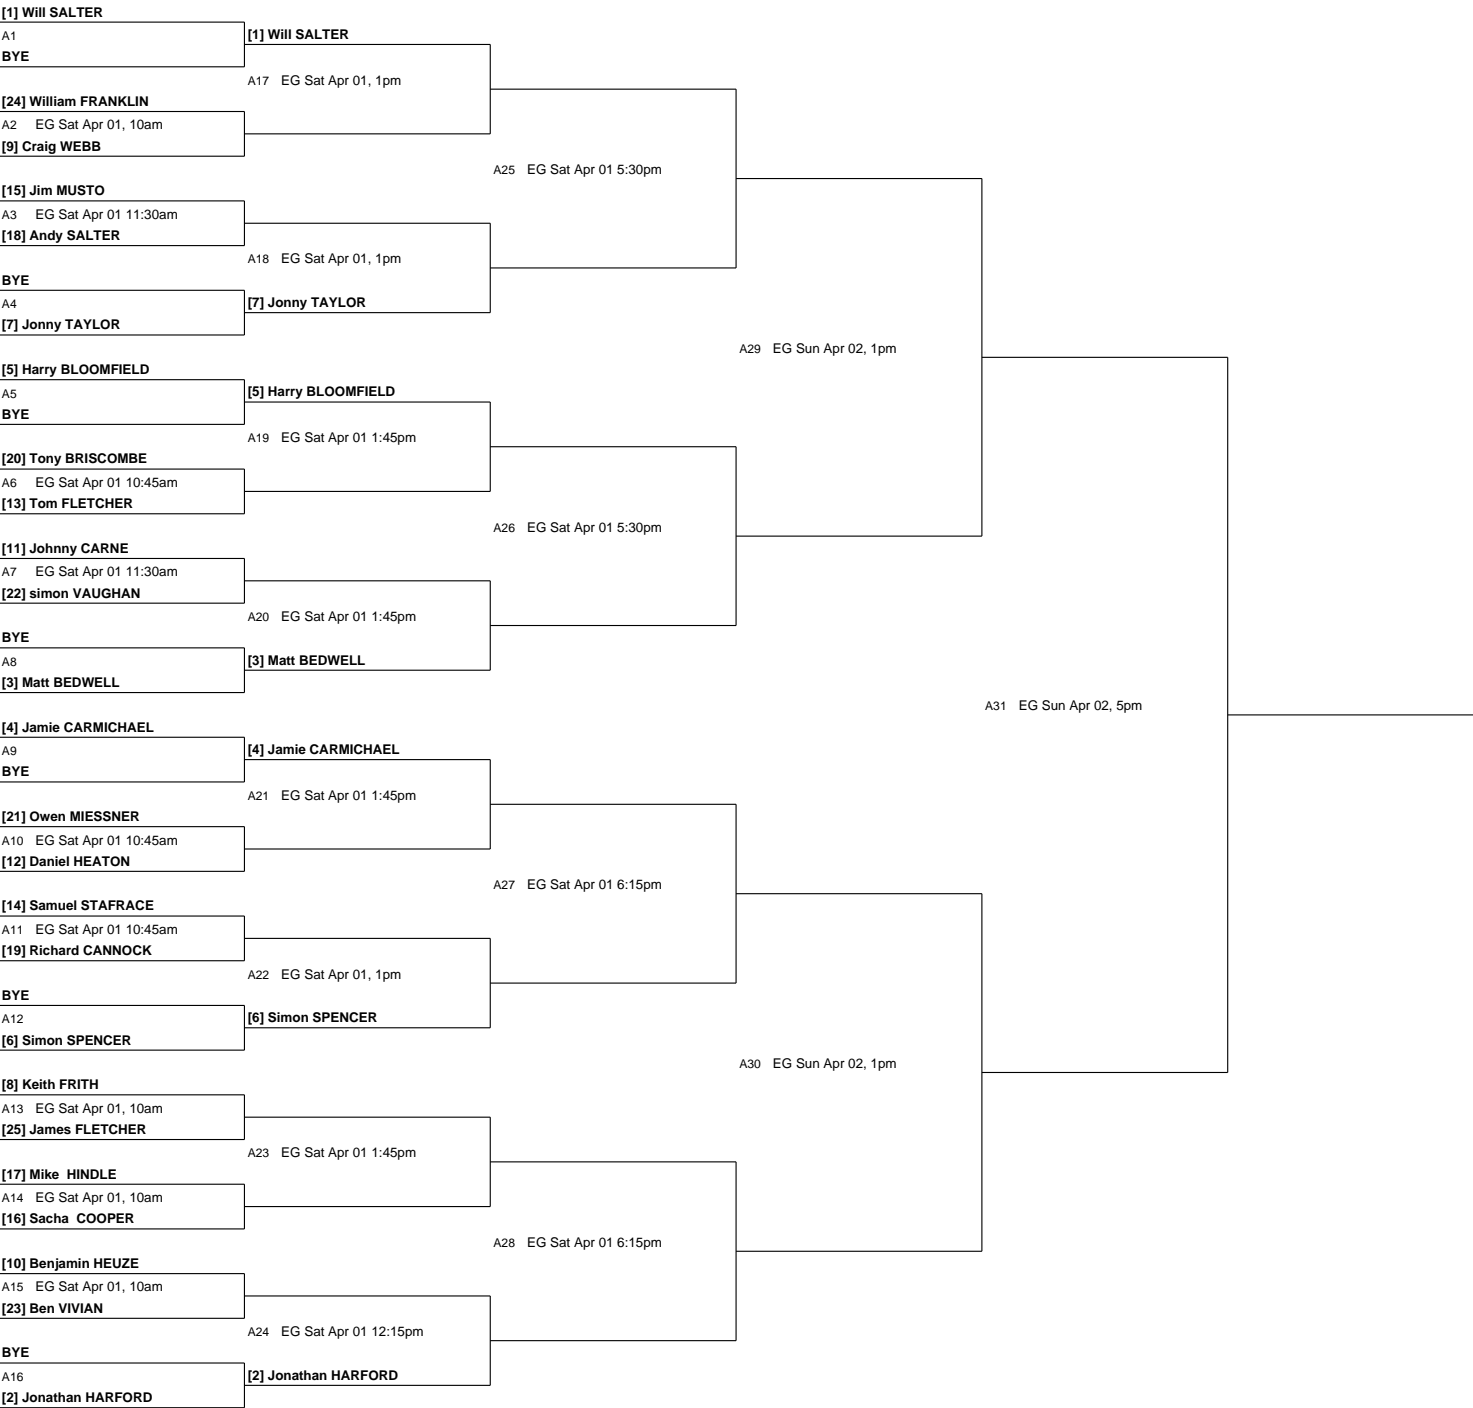 [1] Will SALTER
A1
BYE
[24] William FRANKLIN
A2 EG Sat Apr 01, 10am
[9] Craig WEBB
[15] Jim MUSTO
A3 EG Sat Apr 01 11:30am
[18] Andy SALTER
BYE
A4
[7] Jonny TAYLOR
[5] Harry BLOOMFIELD
A5
BYE
[20] Tony BRISCOMBE
A6 EG Sat Apr 01 10:45am
[13] Tom FLETCHER
[11] Johnny CARNE
A7 EG Sat Apr 01 11:30am
[22] simon VAUGHAN
BYE
A8
[3] Matt BEDWELL
[4] Jamie CARMICHAEL
A9
BYE
[21] Owen MIESSNER
A10 EG Sat Apr 01 10:45am
[12] Daniel HEATON
[14] Samuel STAFRACE
A11 EG Sat Apr 01 10:45am
[19] Richard CANNOCK
BYE
A12
[6] Simon SPENCER
[8] Keith FRITH
A13 EG Sat Apr 01, 10am
[25] James FLETCHER
[17] Mike HINDLE
A14 EG Sat Apr 01, 10am
[16] Sacha COOPER
[10] Benjamin HEUZE
A15 EG Sat Apr 01, 10am
[23] Ben VIVIAN
BYE
A16
[2] Jonathan HARFORD
[1] Will SALTER
A17 EG Sat Apr 01, 1pm
A18 EG Sat Apr 01, 1pm
[7] Jonny TAYLOR
[5] Harry BLOOMFIELD
A19 EG Sat Apr 01 1:45pm
A20 EG Sat Apr 01 1:45pm
[3] Matt BEDWELL
[4] Jamie CARMICHAEL
A21 EG Sat Apr 01 1:45pm
A22 EG Sat Apr 01, 1pm
[6] Simon SPENCER
A23 EG Sat Apr 01 1:45pm
A24 EG Sat Apr 01 12:15pm
[2] Jonathan HARFORD
A25 EG Sat Apr 01 5:30pm
A26 EG Sat Apr 01 5:30pm
A27 EG Sat Apr 01 6:15pm
A28 EG Sat Apr 01 6:15pm
A29 EG Sun Apr 02, 1pm
A30 EG Sun Apr 02, 1pm
A31 EG Sun Apr 02, 5pm